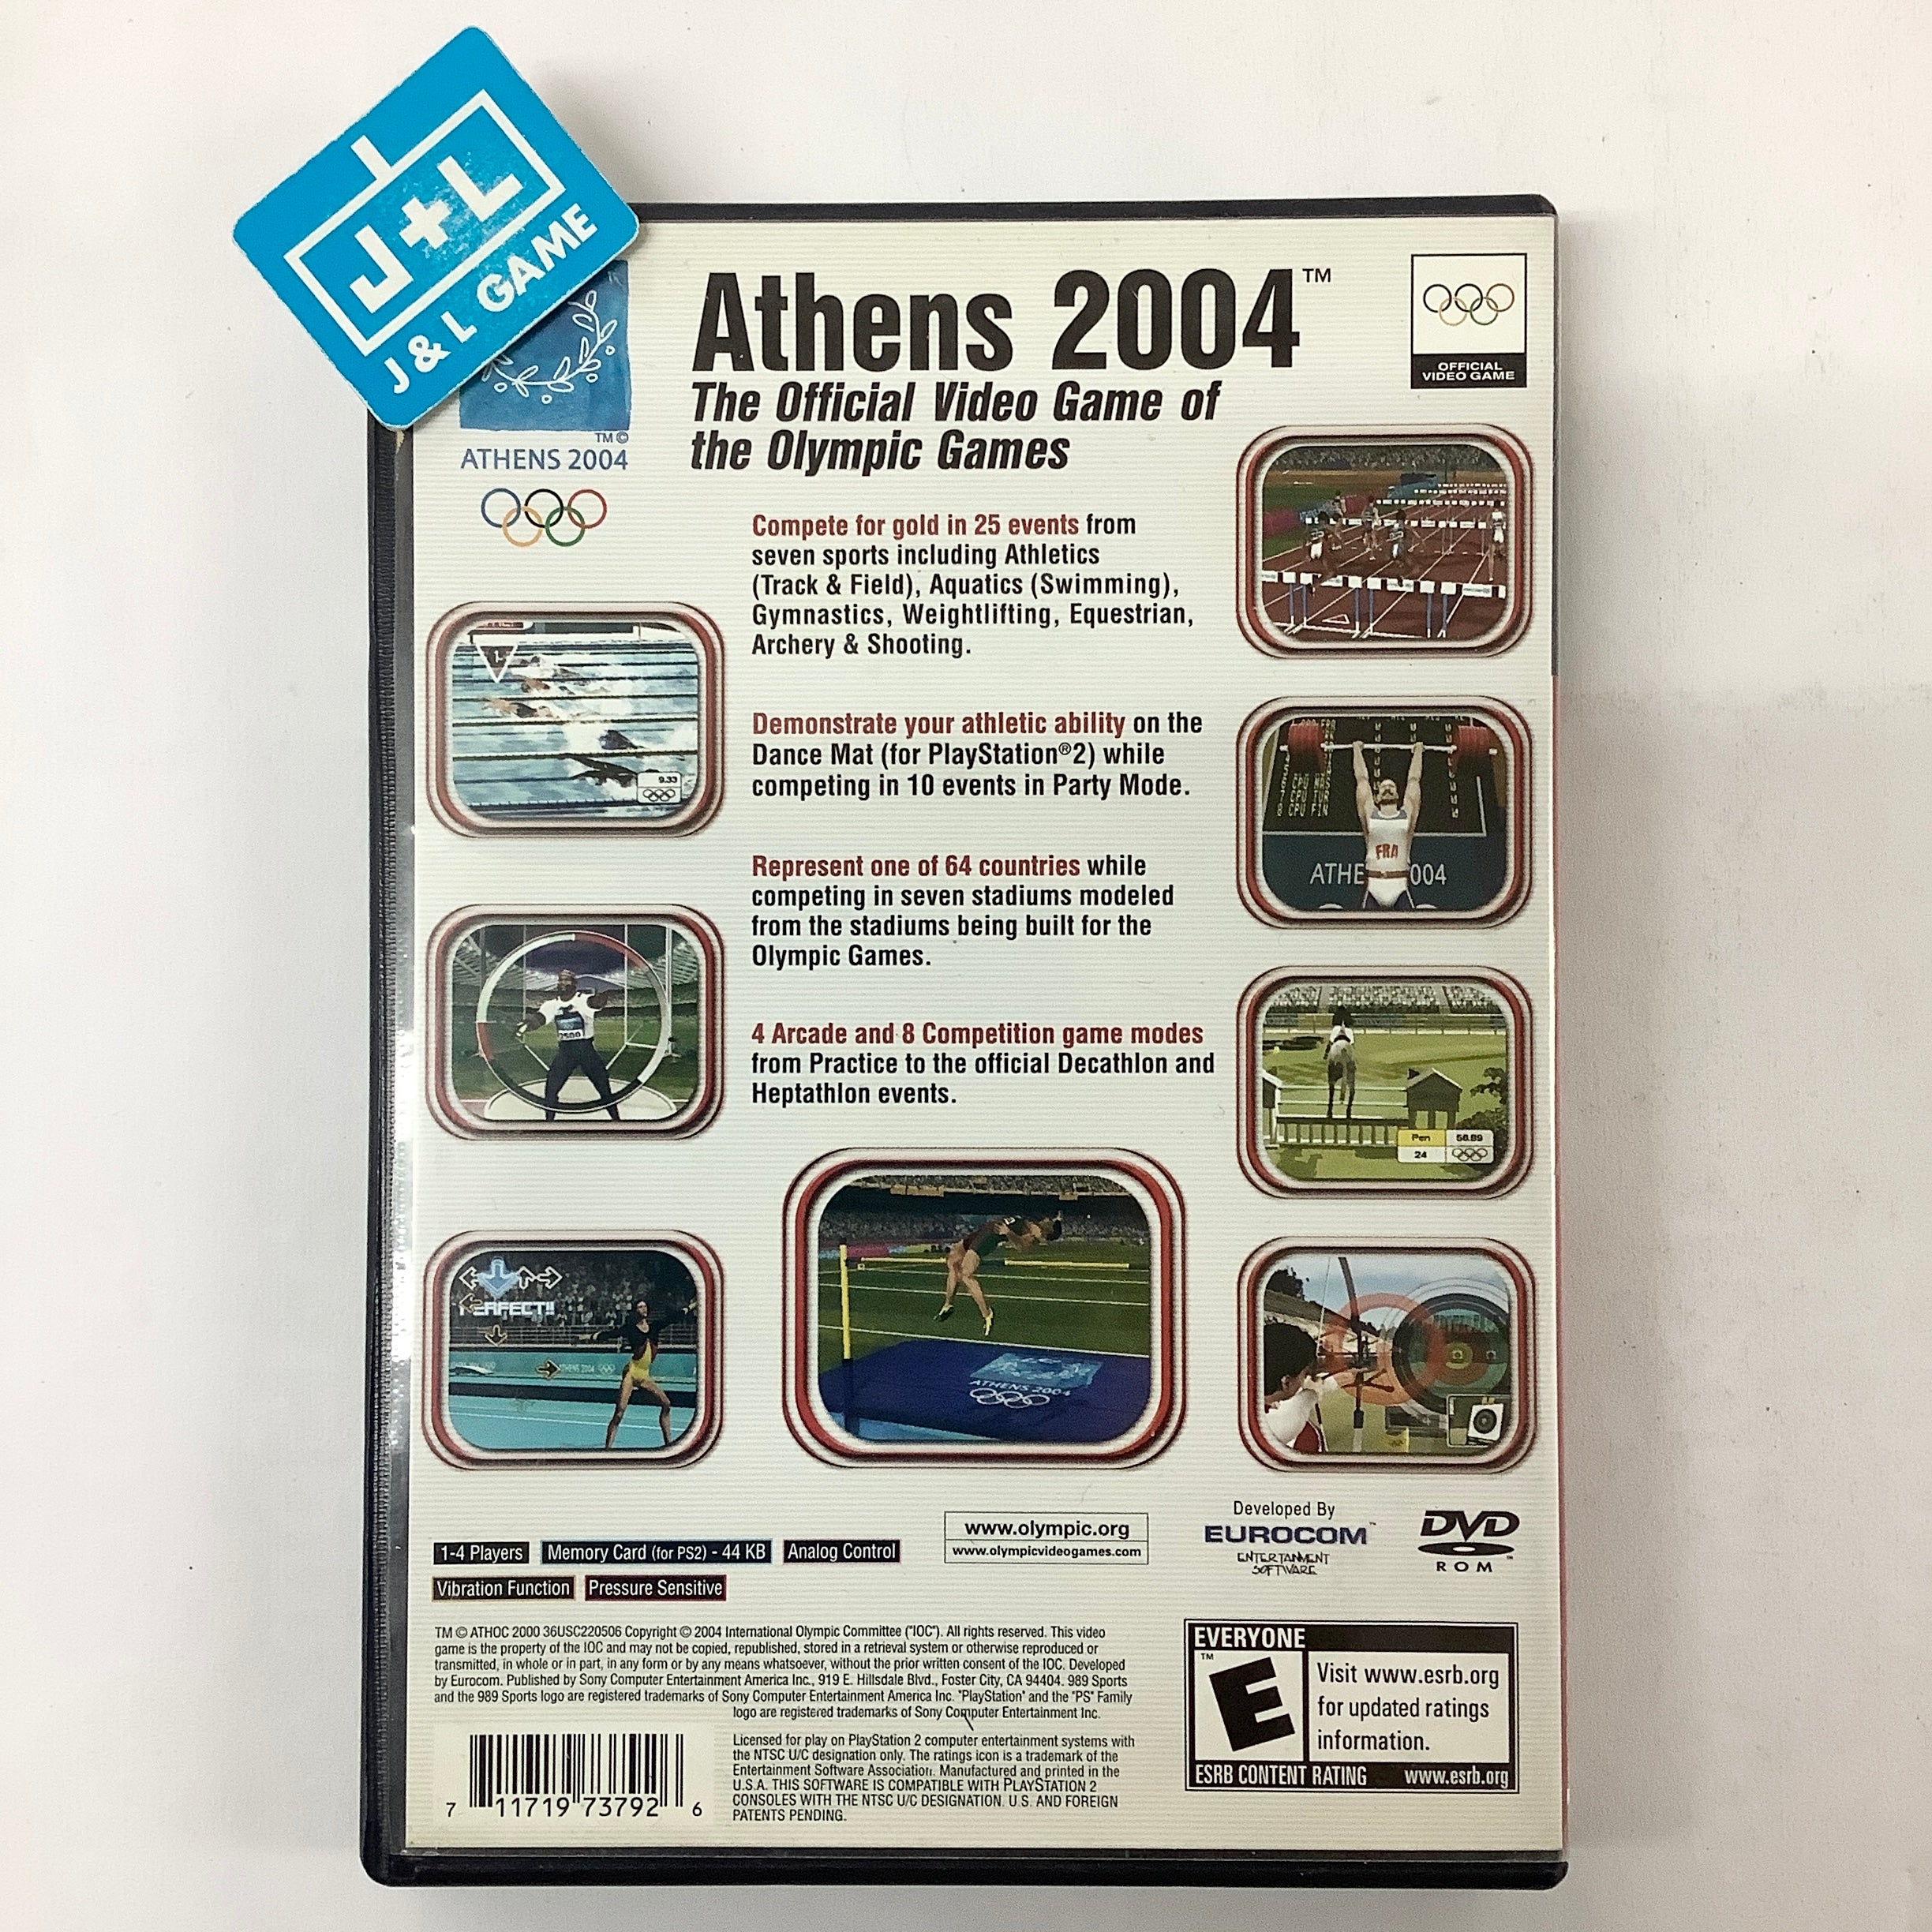 J+L
J & L GAME
TM©
ATHENS 2004
Athens 2004™
The Official Video Game of
the Olympic Games
OFFICIAL
VIDEO GAME
Compete for gold in 25 events from
seven sports including Athletics
(Track & Field), Aquatics (Swimming),
Gymnastics, Weightlifting, Equestrian,
Archery & Shooting.
Demonstrate your athletic ability on the
Dance Mat (for PlayStation®2) while
competing in 10 events in Party Mode.
Represent one of 64 countries while
competing in seven stadiums modeled
from the stadiums being built for the
Olympic Games.
4 Arcade and 8 Competition game modes
from Practice to the official Decathlon and
Heptathlon events.
9.33
FRA
2500
Pen 56.89
24
PERFECT!!
ATHENS 2004
ATHENS 2004
1-4 Players
Memory Card (for PS2) - 44 KB
Analog Control
Vibration Function
Pressure Sensitive
www.olympic.org
www.olympicvideogames.com
Developed By
EUROCOM™
ENTERTAINMENT
SOFTWARE
DVD
ROM
TM © ATHOC 2000 36USC220506 Copyright © 2004 International Olympic Committee ("IOC"). All rights reserved. This video
game is the property of the IOC and may not be copied, republished, stored in a retrieval system or otherwise reproduced or
transmitted, in whole or in part, in any form or by any means whatsoever, without the prior written consent of the IOC. Developed
by Eurocom. Published by Sony Computer Entertainment America Inc., 919 E. Hillsdale Blvd., Foster City, CA 94404. 989 Sports
and the 989 Sports logo are registered trademarks of Sony Computer Entertainment America Inc. "PlayStation" and the "PS" Family
logo are registered trademarks of Sony Computer Entertainment Inc.
Licensed for play on PlayStation 2 computer entertainment systems with
the NTSC U/C designation only. The ratings icon is a trademark of the
Entertainment Software Association. Manufactured and printed in the
U.S.A. THIS SOFTWARE IS COMPATIBLE WITH PLAYSTATION 2
CONSOLES WITH THE NTSC U/C DESIGNATION. U.S. AND FOREIGN
PATENTS PENDING.
7 11719 73792 6
EVERYONE
™
E
Visit www.esrb.org
for updated ratings
information.
ESRB CONTENT RATING www.esrb.org